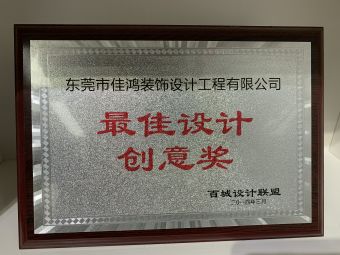 东莞市佳鸿装饰设计工程有限公司
最佳设计
创意奖
百城设计联盟